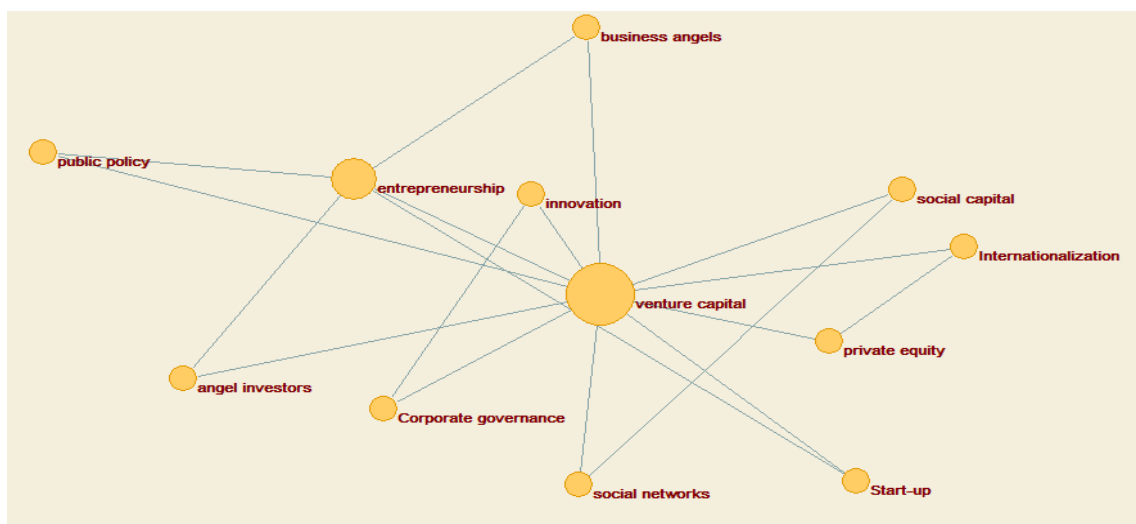 business angels
public policy
entrepreneurship
innovation
social capital
Internationalization
venture capital
private equity
angel investors
Corporate governance
social networks
Start-up